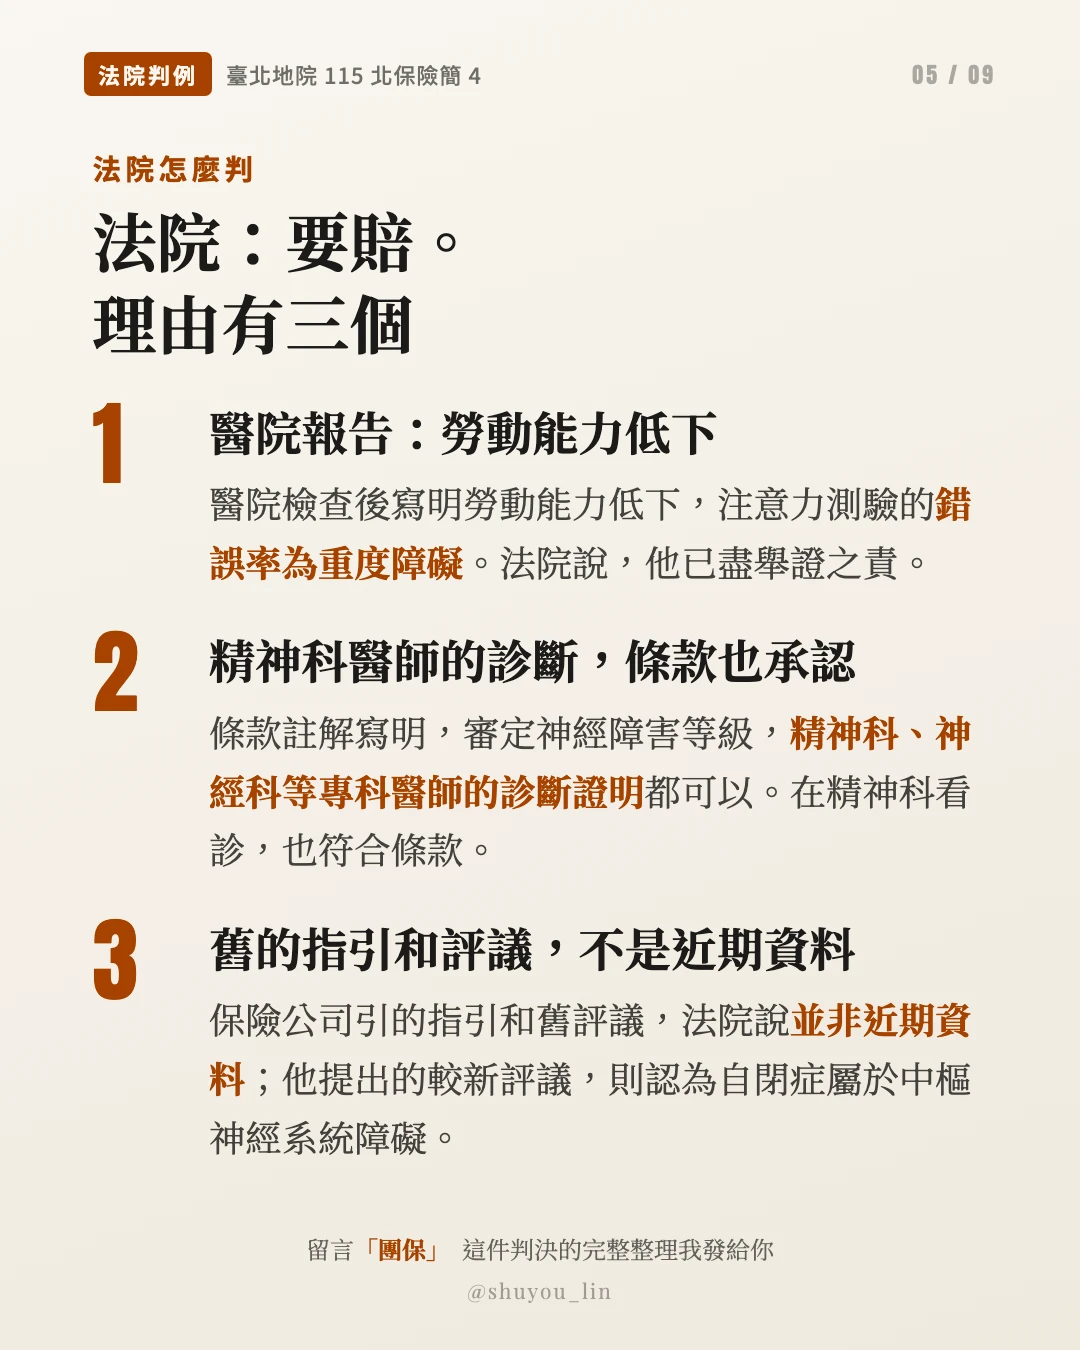 法院判例 臺北地院 115 北保險簡 4
05 / 09
法院怎麼判
法院：要賠。
理由有三個
1
醫院報告：勞動能力低下
醫院檢查後寫明勞動能力低下，注意力測驗的錯
誤率為重度障礙。法院說，他已盡舉證之責。
2
精神科醫師的診斷，條款也承認
條款註解寫明，審定神經障害等級，精神科、神
經科等專科醫師的診斷證明都可以。在精神科看
診，也符合條款。
3
舊的指引和評議，不是近期資料
保險公司引的指引和舊評議，法院說並非近期資
料；他提出的較新評議，則認為自閉症屬於中樞
神經系統障礙。
留言「團保」 這件判決的完整整理我發給你
@shuyou_lin